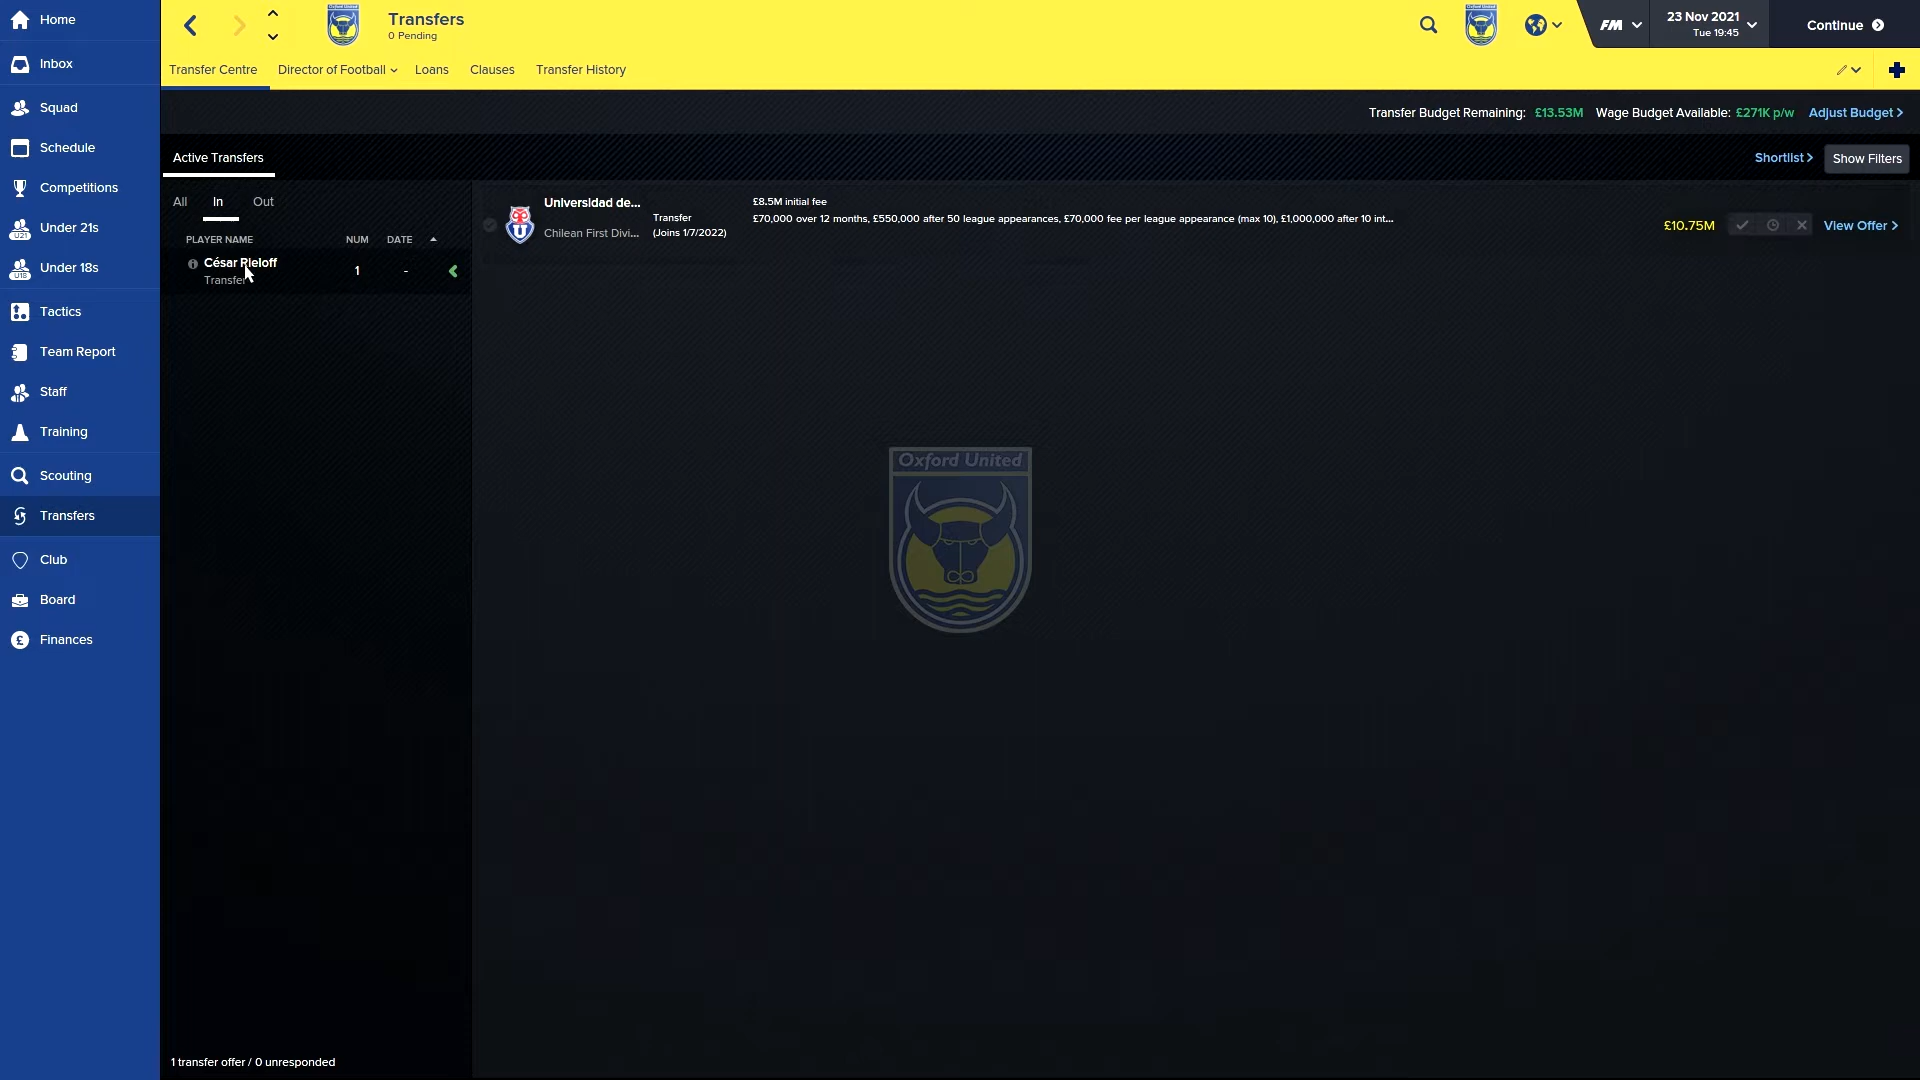 Home
Inbox
Squad
Schedule
Competitions
Under 21s
Under 18s
Tactics
Team Report
Staff
Training
Scouting
Transfers
Club
Board
Finances
Transfers
0 Pending
FM
23 Nov 2021
Tue 19:45
Continue
Transfer Centre
Director of Football
Loans
Clauses
Transfer History
Transfer Budget Remaining: £13.53M Wage Budget Available: £271K p/w Adjust Budget >
Active Transfers
Shortlist >
Show Filters
All
In
Out
PLAYER NAME
NUM
DATE
César Pieloff
1
-
Transfer
1 transfer offer / 0 unresponded
Universidad de...
Chilean First Divi...
Transfer
(Joins 1/7/2022)
£8.5M initial fee
£70,000 over 12 months, £550,000 after 50 league appearances, £70,000 fee per league appearance (max 10), £1,000,000 after 10 int...
£10.75M
View Offer >
Oxford United